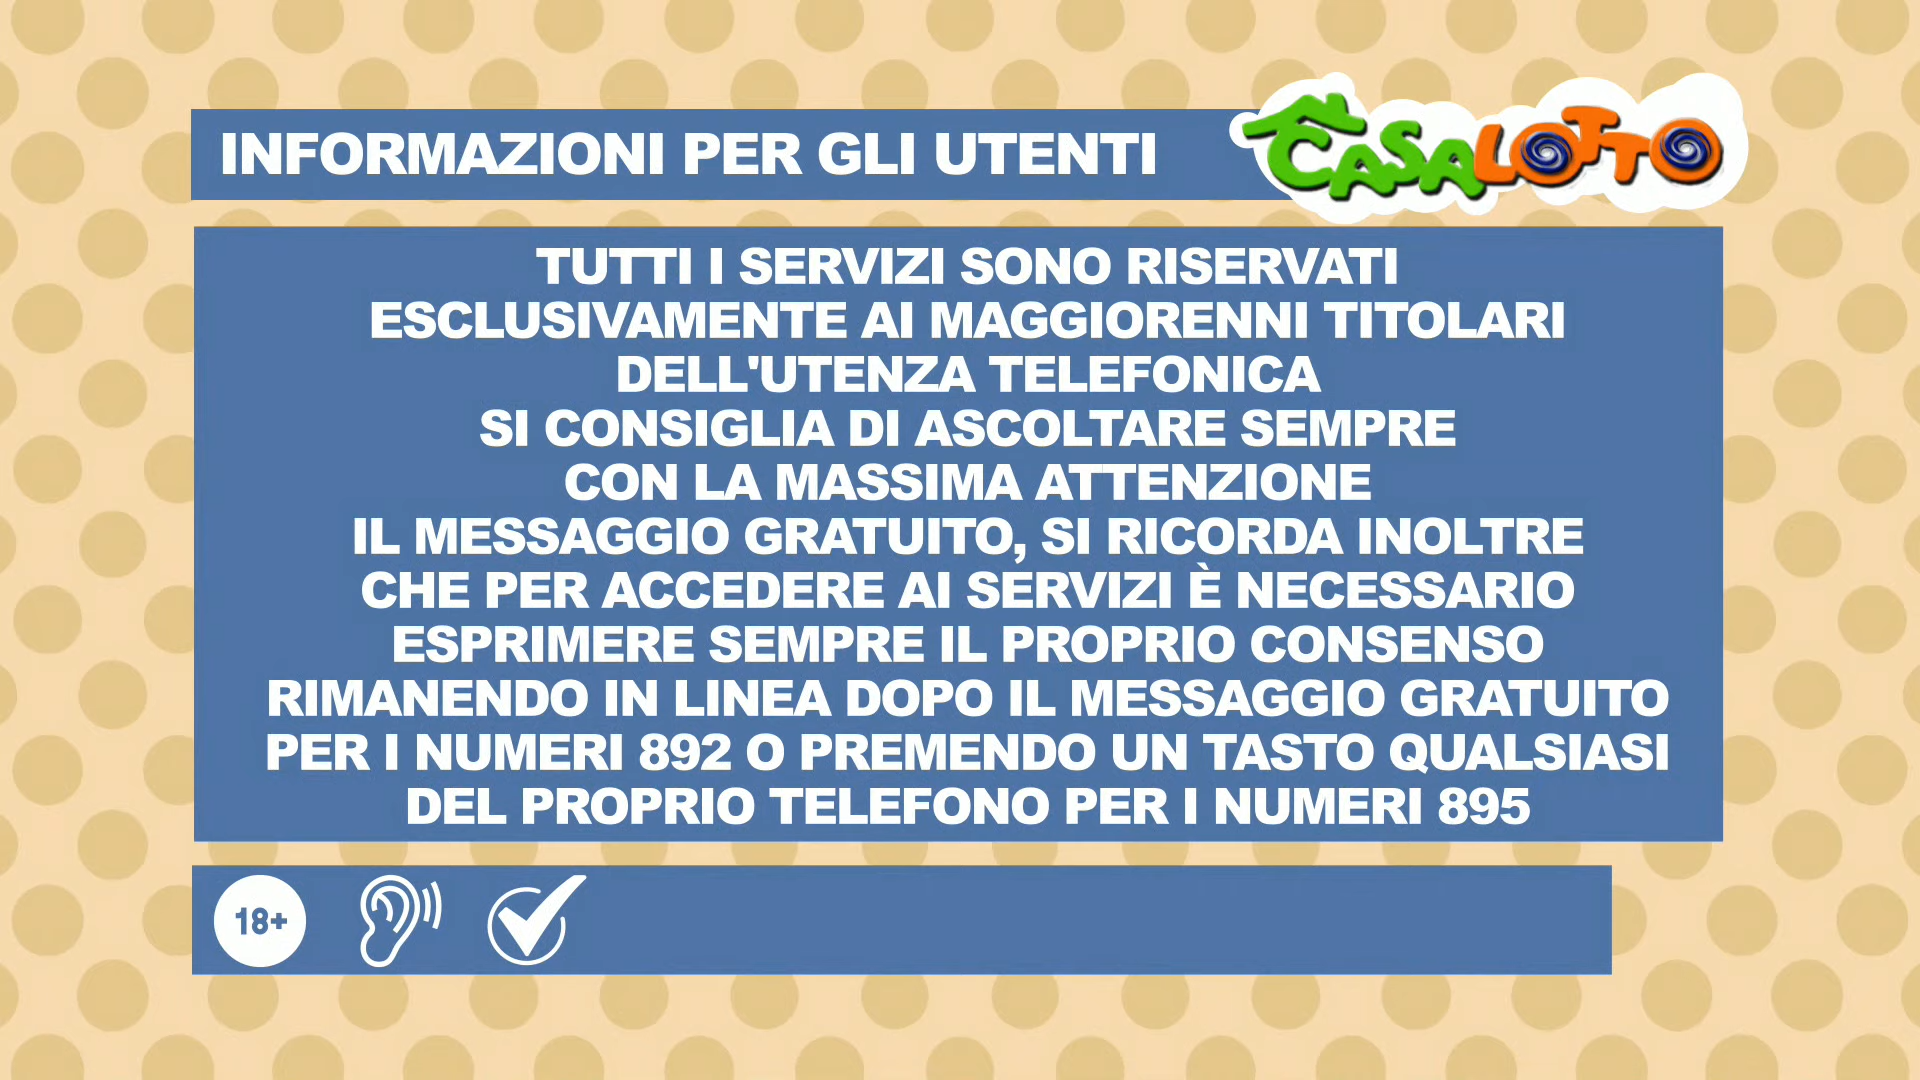 INFORMAZIONI PER GLI UTENTI
CASALOTTO
TUTTI I SERVIZI SONO RISERVATI
ESCLUSIVAMENTE AI MAGGIORENNI TITOLARI
DELL'UTENZA TELEFONICA
SI CONSIGLIA DI ASCOLTARE SEMPRE
CON LA MASSIMA ATTENZIONE
IL MESSAGGIO GRATUITO, SI RICORDA INOLTRE
CHE PER ACCEDERE AI SERVIZI È NECESSARIO
ESPRIMERE SEMPRE IL PROPRIO CONSENSO
RIMANENDO IN LINEA DOPO IL MESSAGGIO GRATUITO
PER I NUMERI 892 O PREMENDO UN TASTO QUALSIASI
DEL PROPRIO TELEFONO PER I NUMERI 895
18+